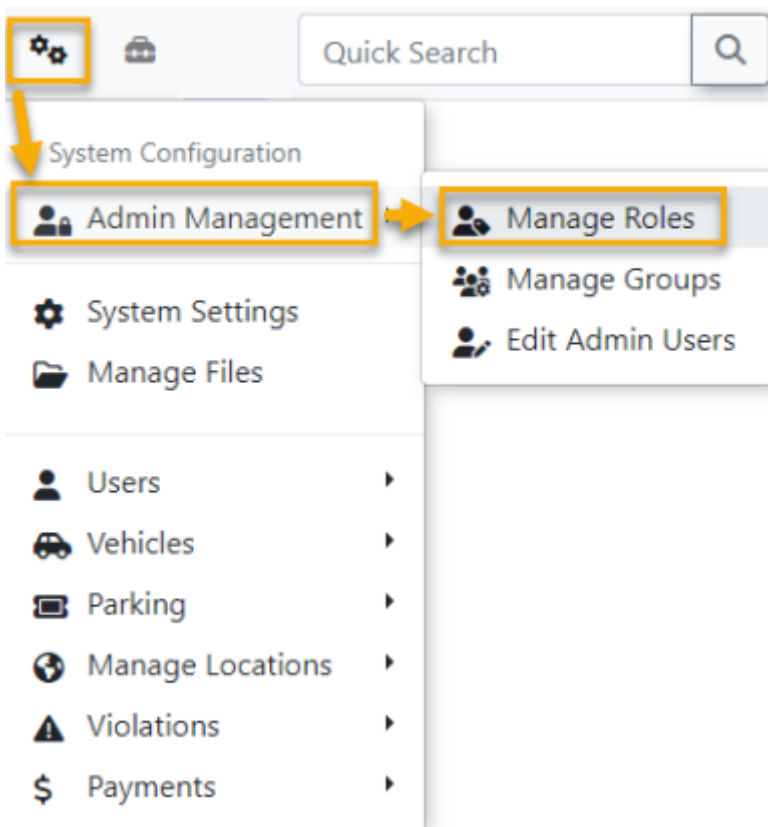 Quick Search
System Configuration
Admin Management
Manage Roles
Manage Groups
Edit Admin Users
System Settings
Manage Files
Users
Vehicles
Parking
Manage Locations
Violations
Payments